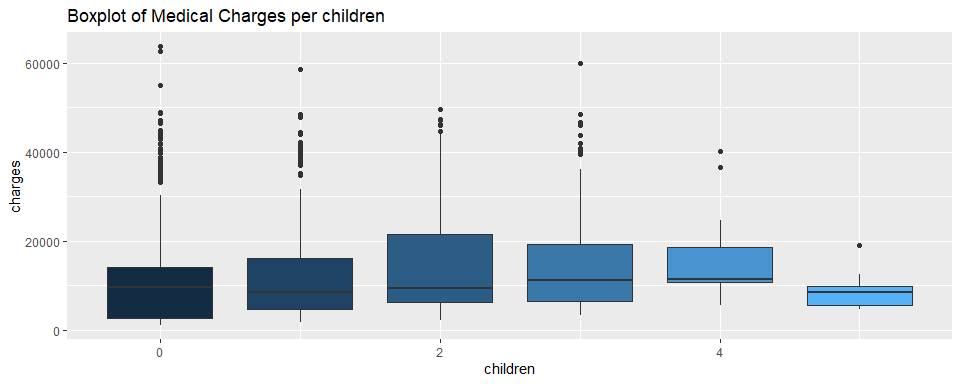 Boxplot of Medical Charges per children
charges
60000
40000
20000
0
0 2 4
children